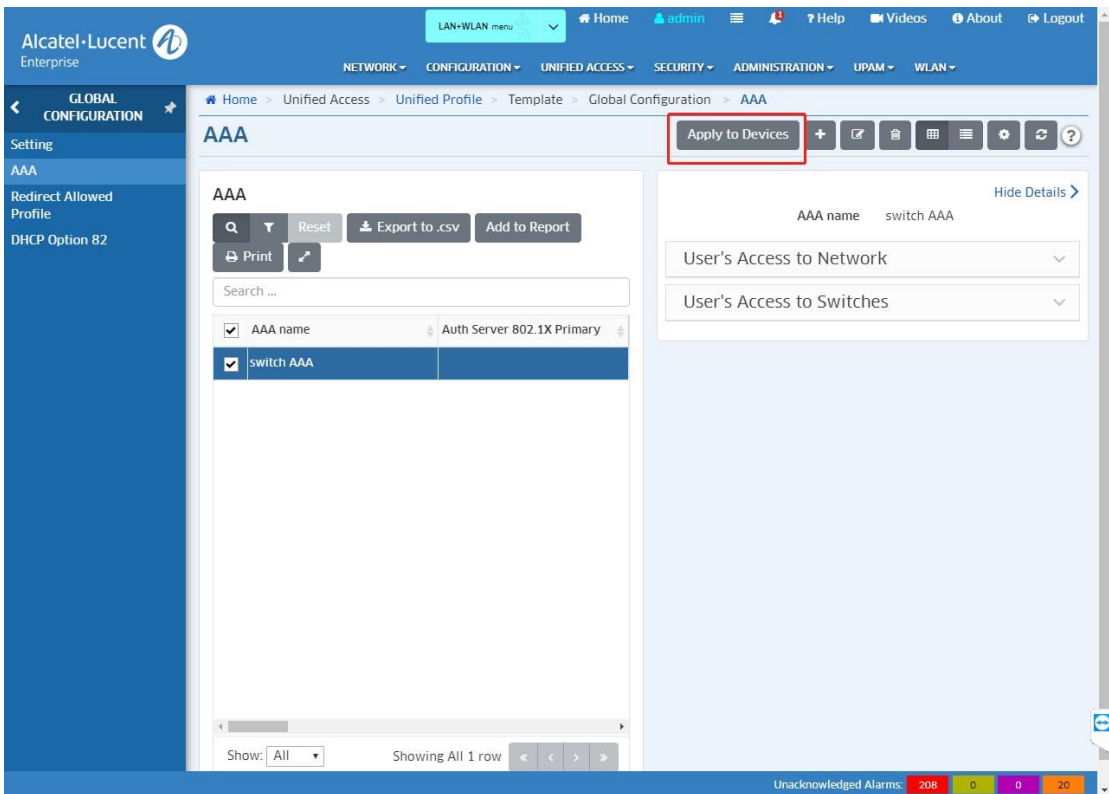 Alcatel·Lucent
Enterprise
LAN+WLAN menu
Home
admin
1
? Help
Videos
About
Logout
NETWORK
CONFIGURATION
UNIFIED ACCESS
SECURITY
ADMINISTRATION
UPAM
WLAN
GLOBAL
CONFIGURATION
Setting
AAA
Redirect Allowed
Profile
DHCP Option 82
Home > Unified Access > Unified Profile > Template > Global Configuration > AAA
AAA
Apply to Devices
?
AAA
Reset
Export to .csv
Add to Report
Print
Search ...
AAA name
Auth Server 802.1X Primary
switch AAA
Show: All
Showing All 1 row
« < > »
Hide Details >
AAA name switch AAA
User's Access to Network
User's Access to Switches
Unacknowledged Alarms: 208 0 0 20